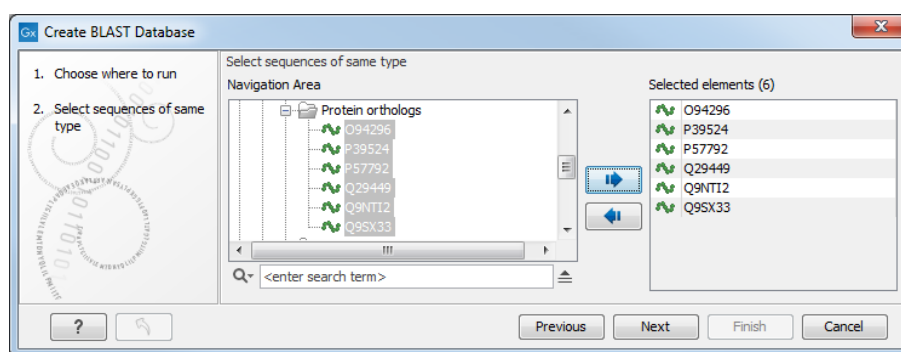 Gx Create BLAST Database
1. Choose where to run
2. Select sequences of same
type
Select sequences of same type
Navigation Area
Protein orthologs
O94296
P39524
P57792
Q29449
Q9NTI2
Q9SX33
<enter search term>
Selected elements (6)
O94296
P39524
P57792
Q29449
Q9NTI2
Q9SX33
? Previous Next Finish Cancel